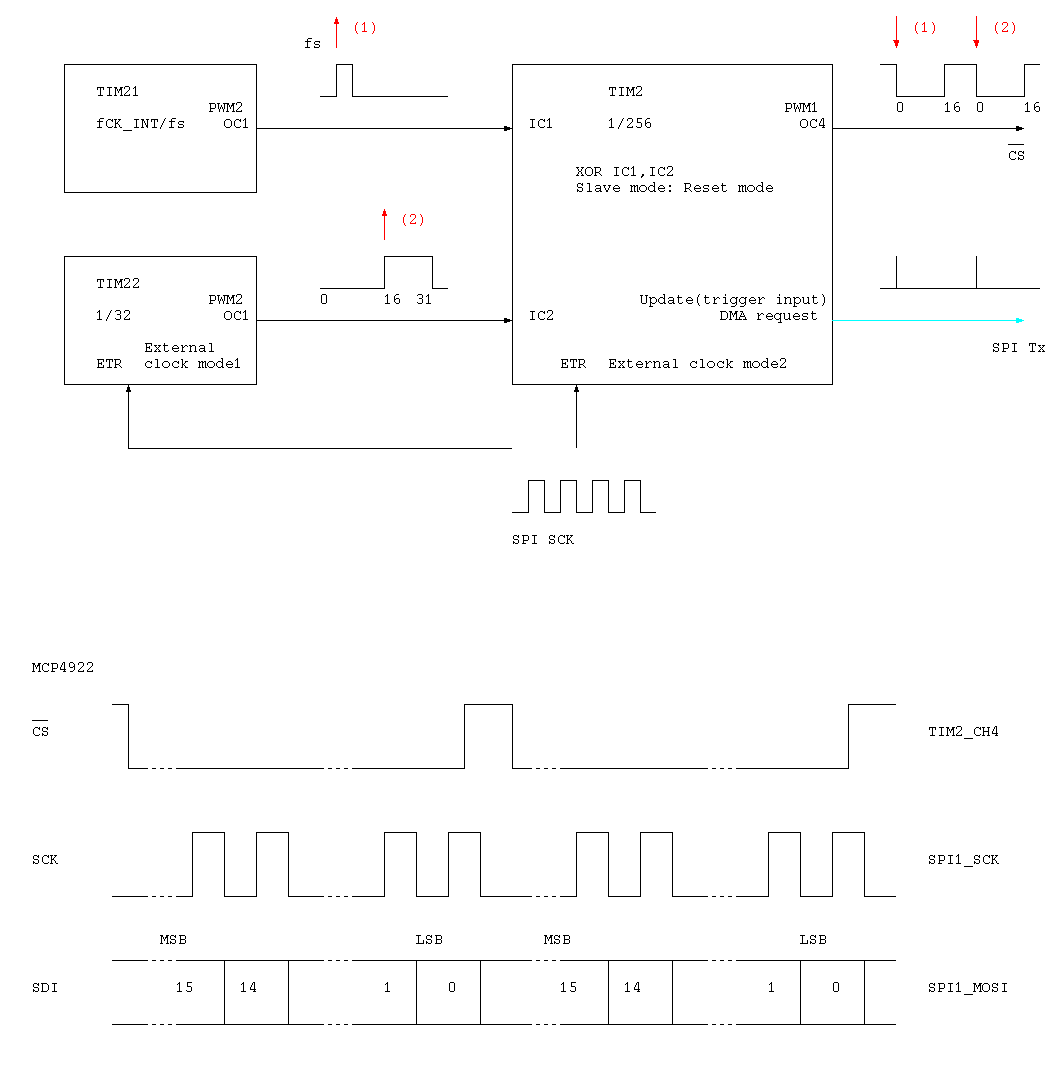 fs (1) (1) (2)
TIM21 TIM2
PWM2 0 16 0 16
PWM1
fCK_INT/fs OC1 IC1 1/256 OC4
CS
XOR IC1,IC2
Slave mode: Reset mode
(2)
TIM22
PWM2 0 16 31 Update(trigger input)
1/32 OC1 IC2 DMA request
External SPI Tx
ETR clock mode1 ETR External clock mode2
SPI SCK
MCP4922
CS TIM2_CH4
SCK SPI1_SCK
MSB LSB MSB LSB
SDI 15 14 1 0 15 14 1 0 SPI1_MOSI